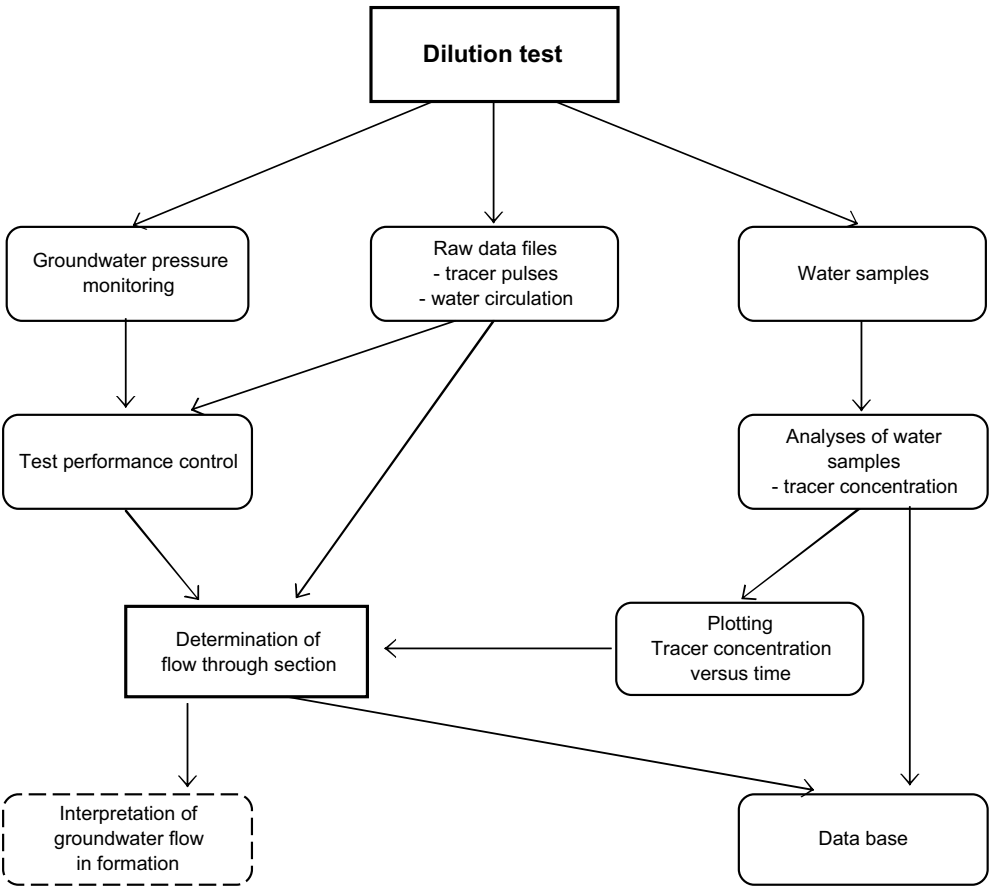 Dilution test
Groundwater pressure
monitoring
Raw data files
- tracer pulses
- water circulation
Water samples
Test performance control
Analyses of water
samples
- tracer concentration
Determination of
flow through section
Plotting
Tracer concentration
versus time
Interpretation of
groundwater flow
in formation
Data base